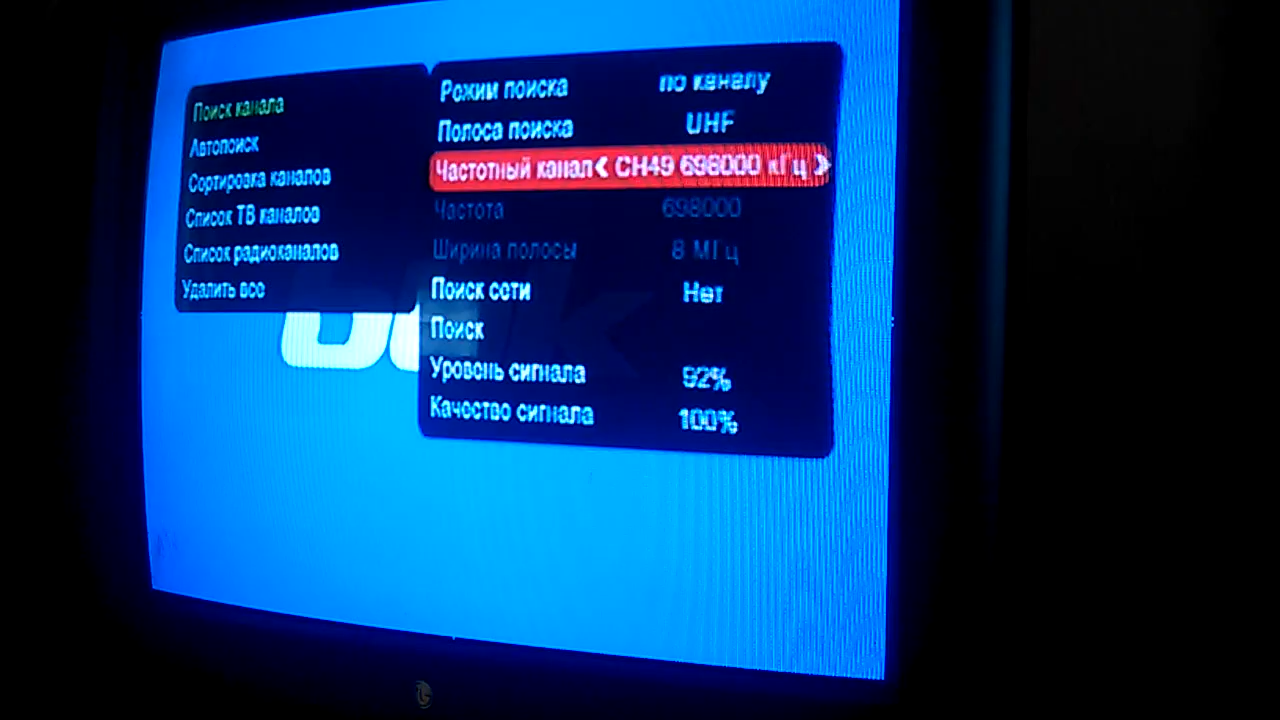 Поиск канала
Автопоиск
Сортировка каналов
Список ТВ каналов
Список радиоканалов
Удалить все
Режим поиска по каналу
Полоса поиска UHF
Частотный канал CH49 698000 кГц
Частота 698000
Ширина полосы 8 МГц
Поиск сети Нет
Поиск
Уровень сигнала 92%
Качество сигнала 100%